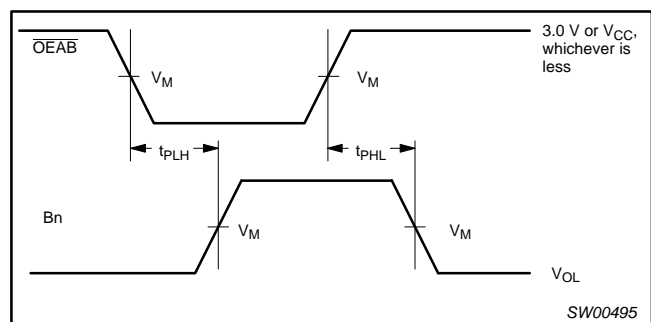 OEAB
3.0 V or VCC,
whichever is
less
VM
VM
tPLH
tPHL
Bn
VM
VM
VOL
SW00495